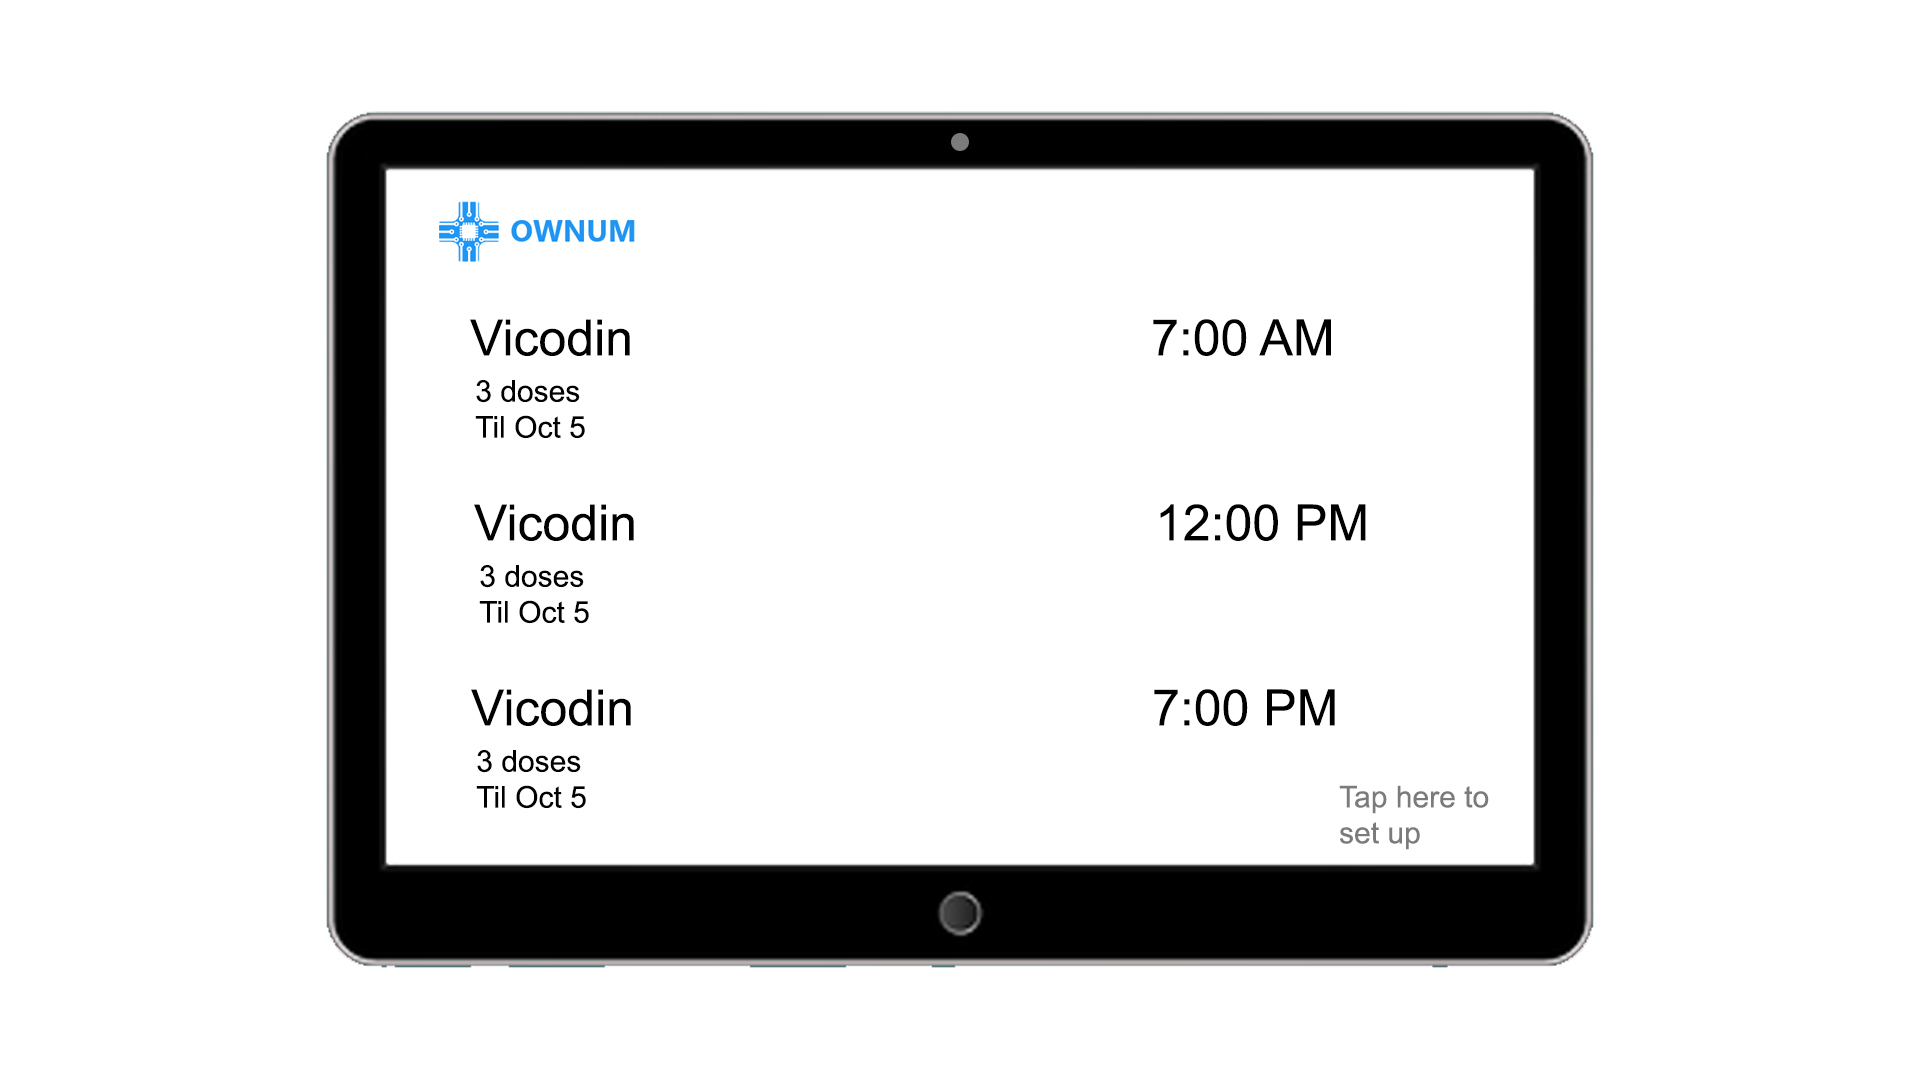 OWNUM
Vicodin 7:00 AM
3 doses
Til Oct 5
Vicodin 12:00 PM
3 doses
Til Oct 5
Vicodin 7:00 PM
3 doses
Til Oct 5
Tap here to
set up